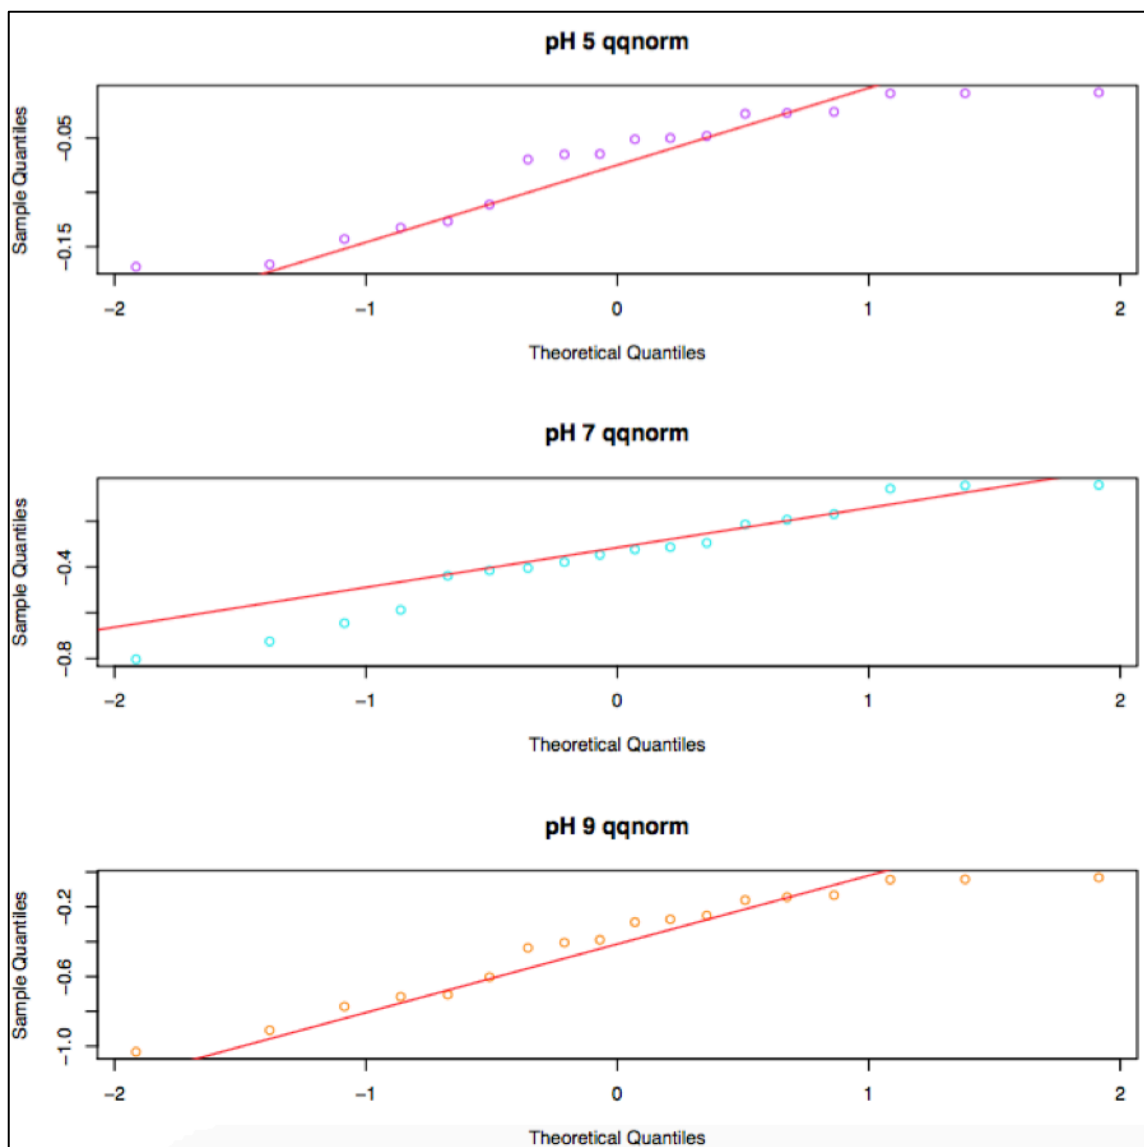 pH 5 qqnorm
Sample Quantiles
-0.05
-0.15
-2 -1 0 1 2
Theoretical Quantiles
pH 7 qqnorm
Sample Quantiles
-0.4
-0.8
-2 -1 0 1 2
Theoretical Quantiles
pH 9 qqnorm
Sample Quantiles
-0.2
-0.6
-1.0
-2 -1 0 1 2
Theoretical Quantiles